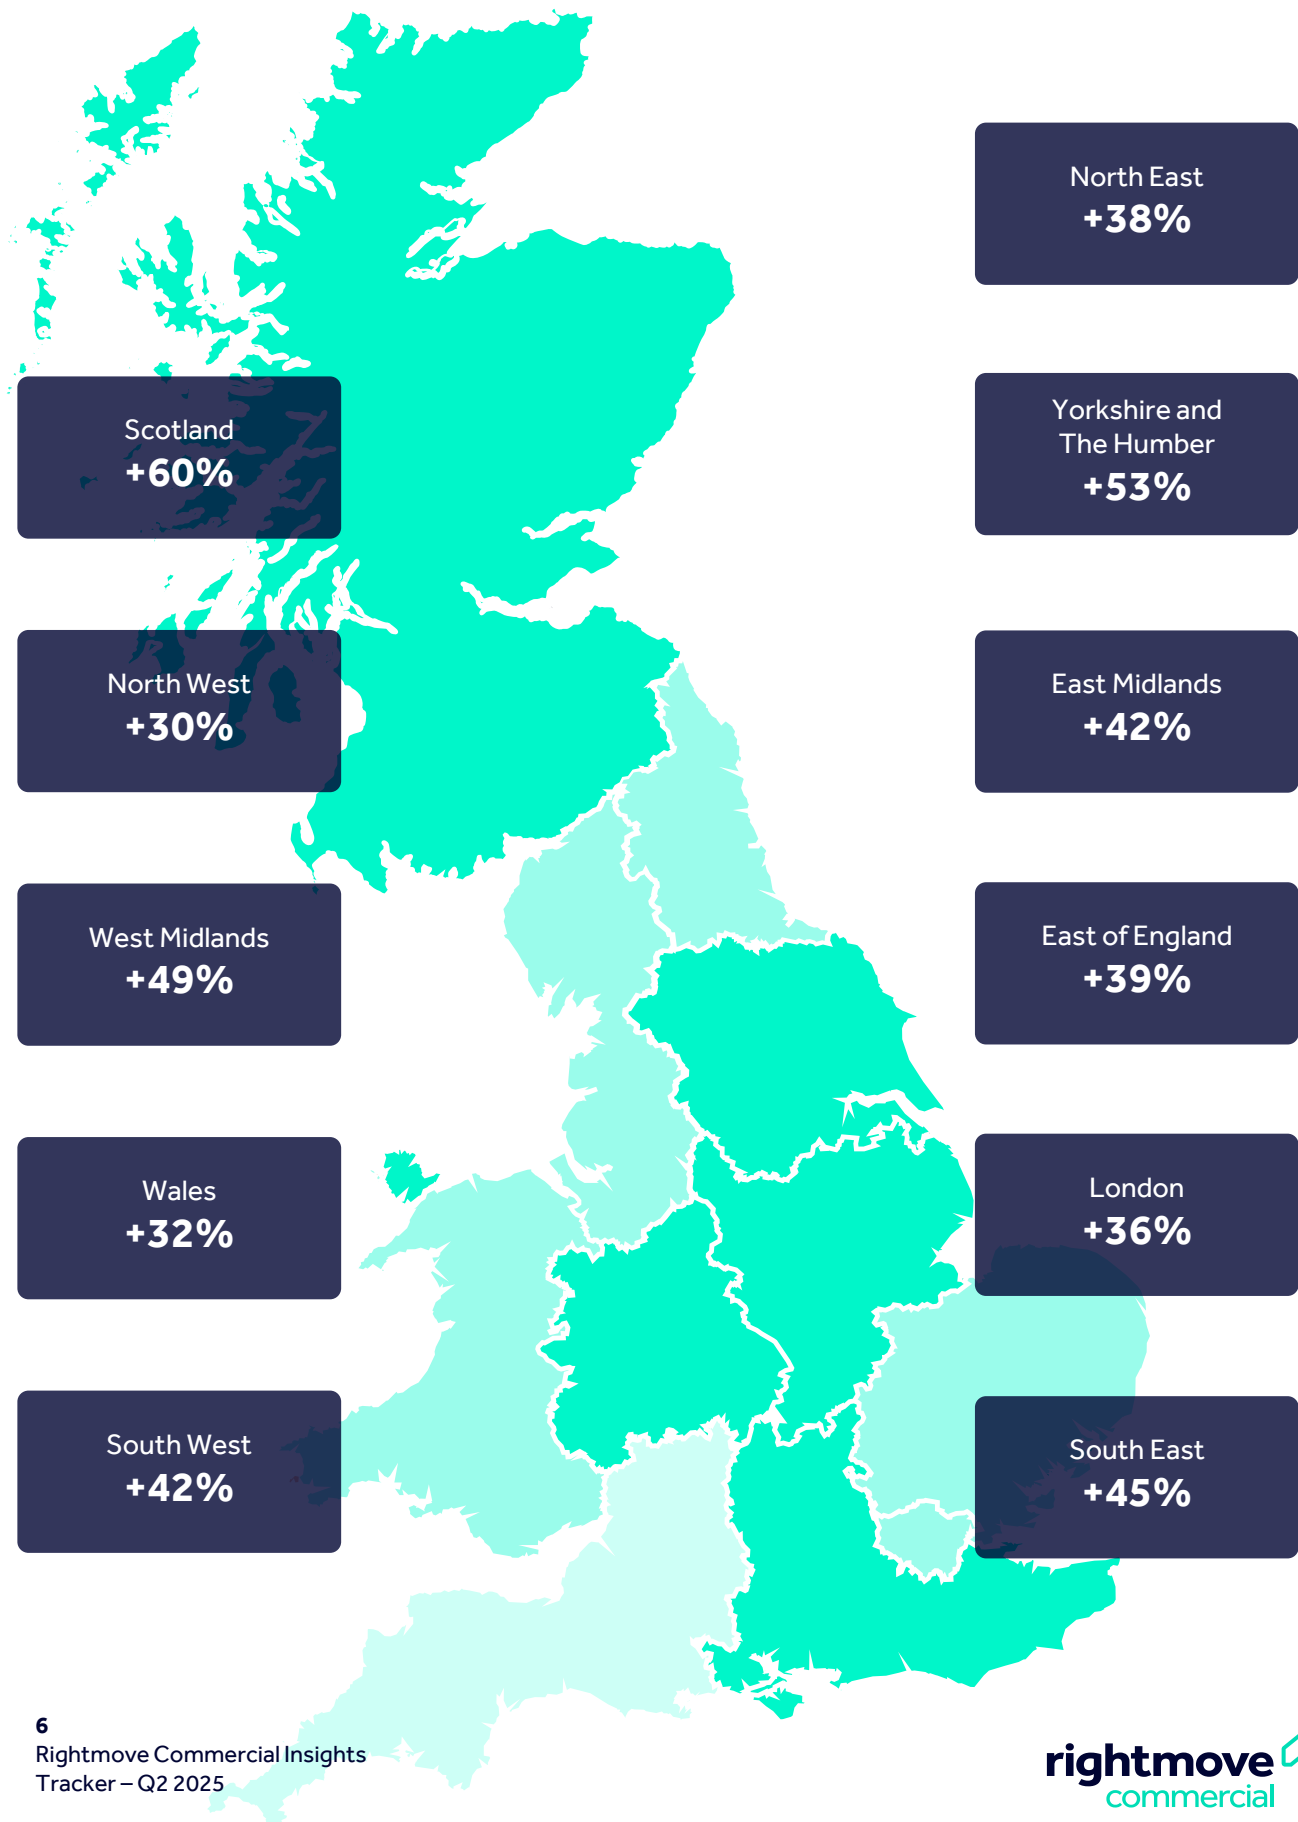 North East
+38%
Scotland
+60%
Yorkshire and
The Humber
+53%
North West
+30%
East Midlands
+42%
West Midlands
+49%
East of England
+39%
Wales
+32%
London
+36%
South West
+42%
South East
+45%
6
Rightmove Commercial Insights
Tracker – Q2 2025
rightmove
commercial